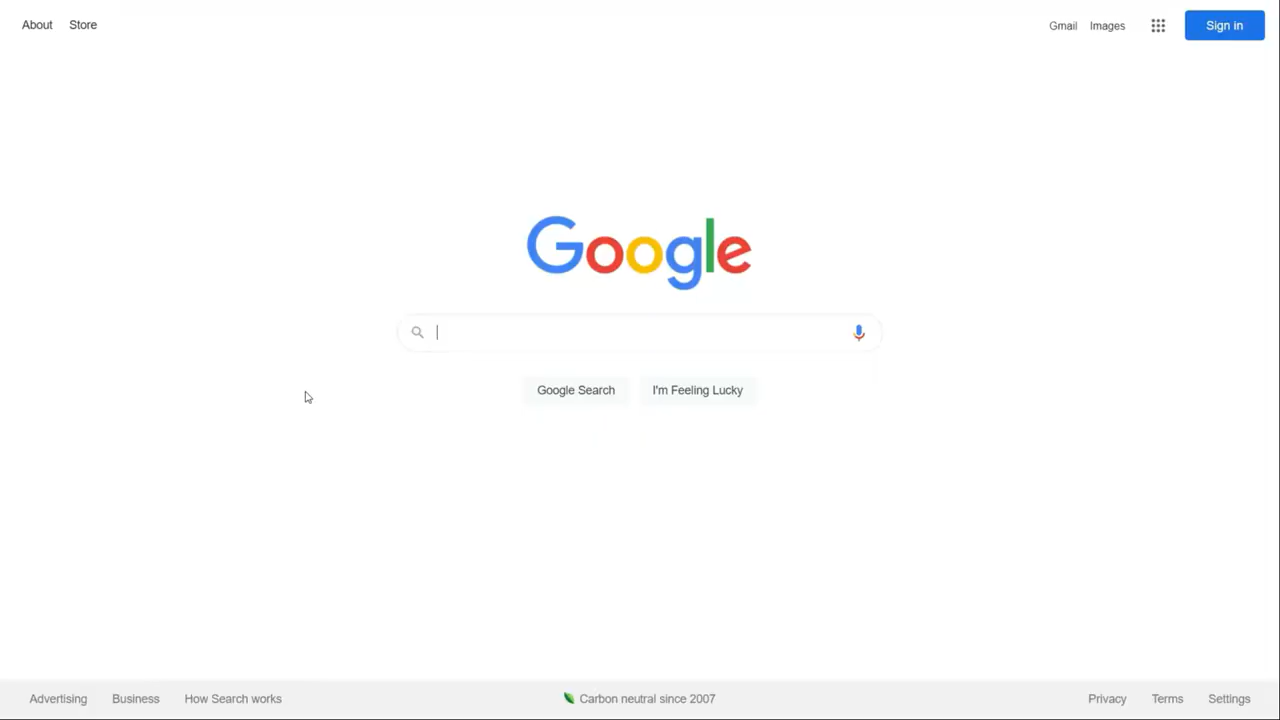 About Store Gmail Images Sign in
Google
Google Search I'm Feeling Lucky
Advertising Business How Search works Carbon neutral since 2007 Privacy Terms Settings